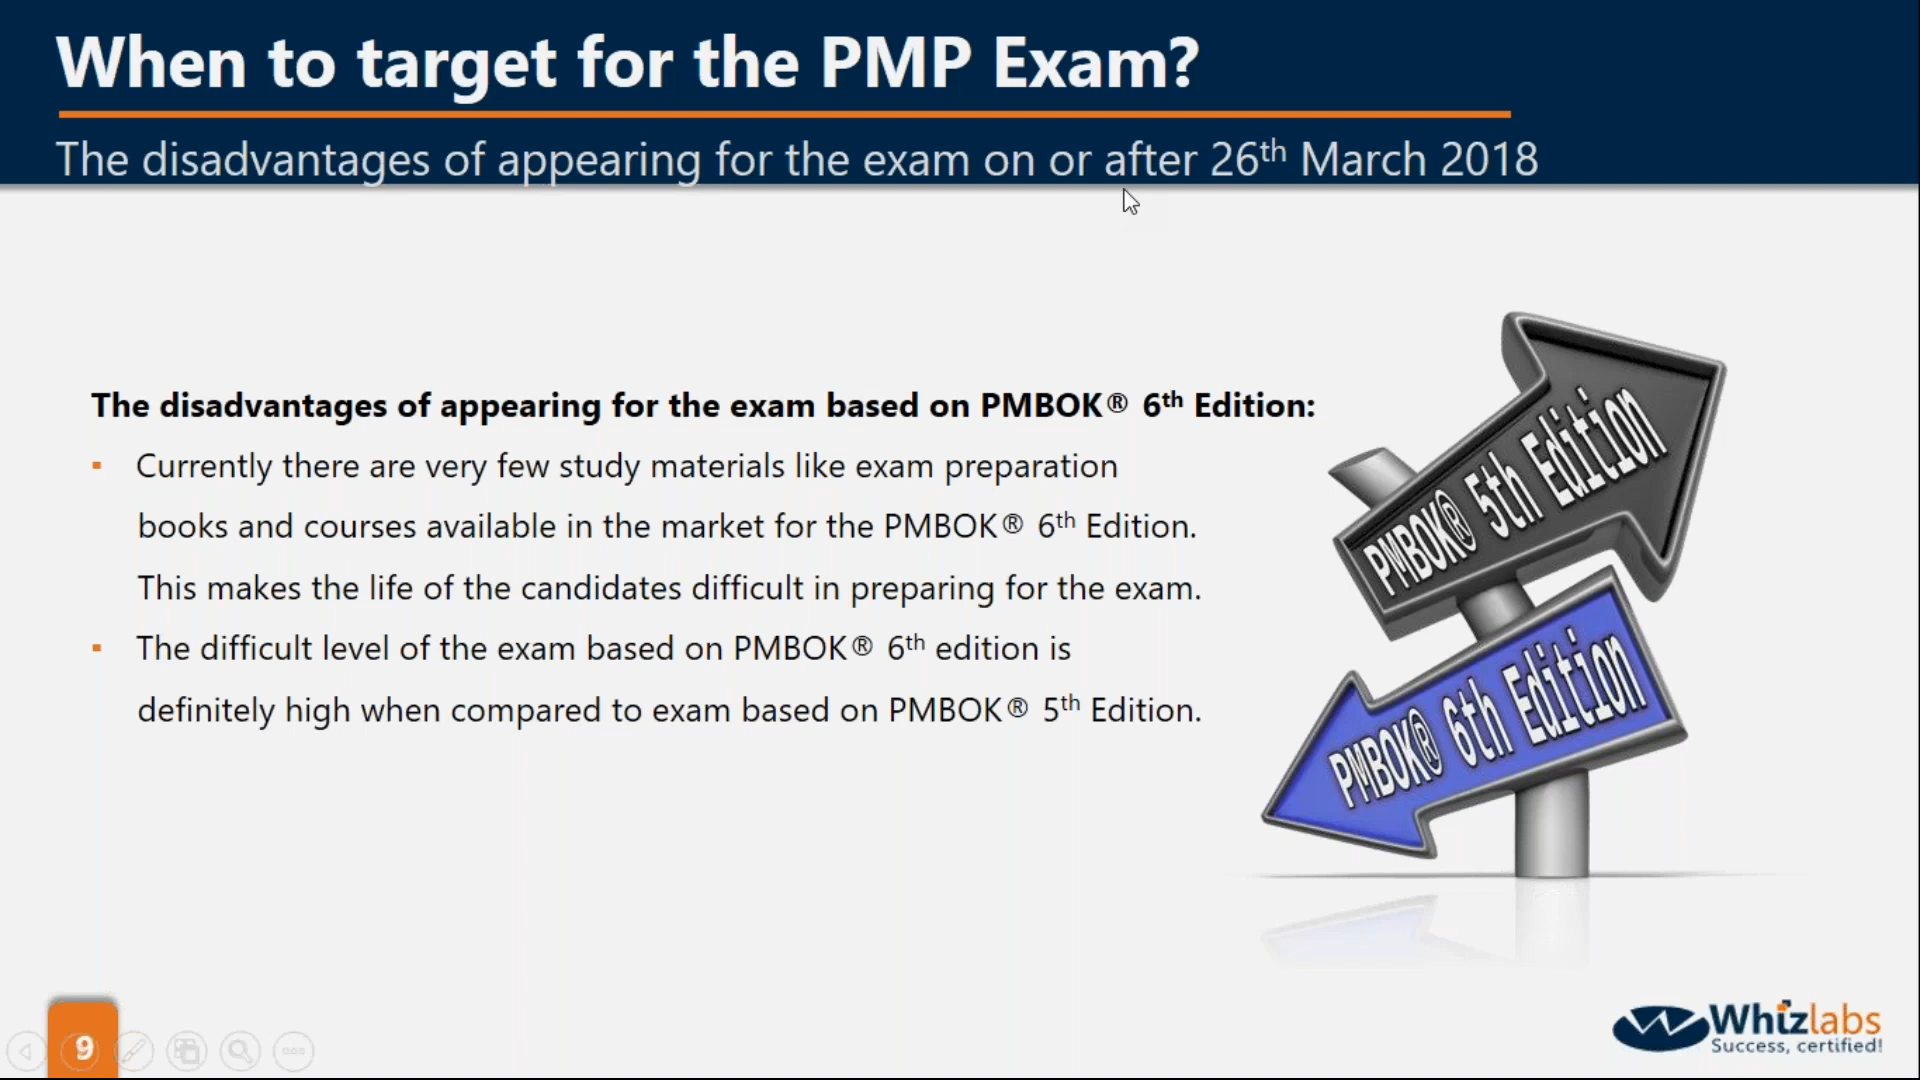 When to target for the PMP Exam?
The disadvantages of appearing for the exam on or after 26th March 2018
The disadvantages of appearing for the exam based on PMBOK® 6th Edition:
▪ Currently there are very few study materials like exam preparation
books and courses available in the market for the PMBOK® 6th Edition.
This makes the life of the candidates difficult in preparing for the exam.
▪ The difficult level of the exam based on PMBOK® 6th edition is
definitely high when compared to exam based on PMBOK® 5th Edition.
PMBOK® 5th Edition
PMBOK® 6th Edition
9
Whizlabs
Success, certified!